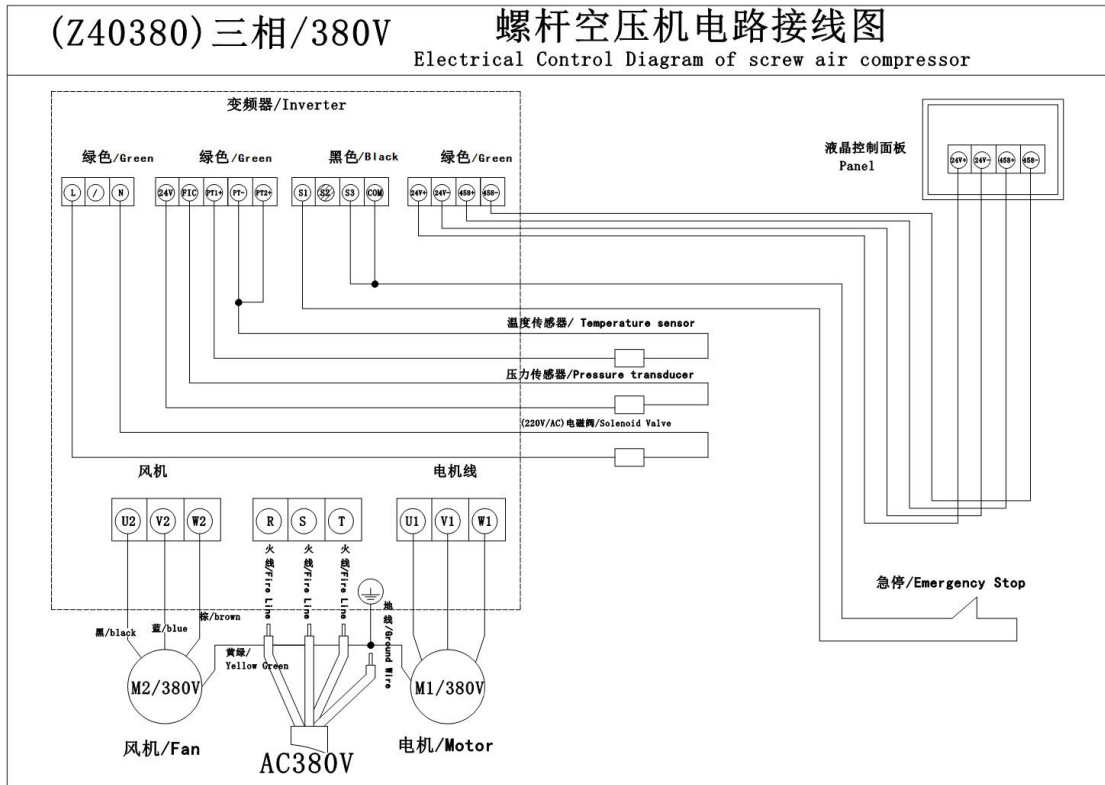 (Z40380)三相/380V
螺杆空压机电路接线图
Electrical Control Diagram of screw air compressor
变频器/Inverter
绿色/Green
绿色/Green
黑色/Black
绿色/Green
L / N
24V FIC PT1+ PT- PT2+
S1 S2 S3 COM
24V+ 24V- 458+ 458-
液晶控制面板
Panel
24V+ 24V- 458+ 458-
温度传感器/ Temperature sensor
压力传感器/Pressure transducer
(220V/AC)电磁阀/Solenoid Valve
风机
电机线
U2 V2 W2
R S T
U1 V1 W1
火线/Fire Line
火线/Fire Line
火线/Fire Line
地线/Ground Wire
急停/Emergency Stop
黑/black
蓝/blue
棕/brown
黄绿/
Yellow Green
M2/380V
M1/380V
风机/Fan
AC380V
电机/Motor